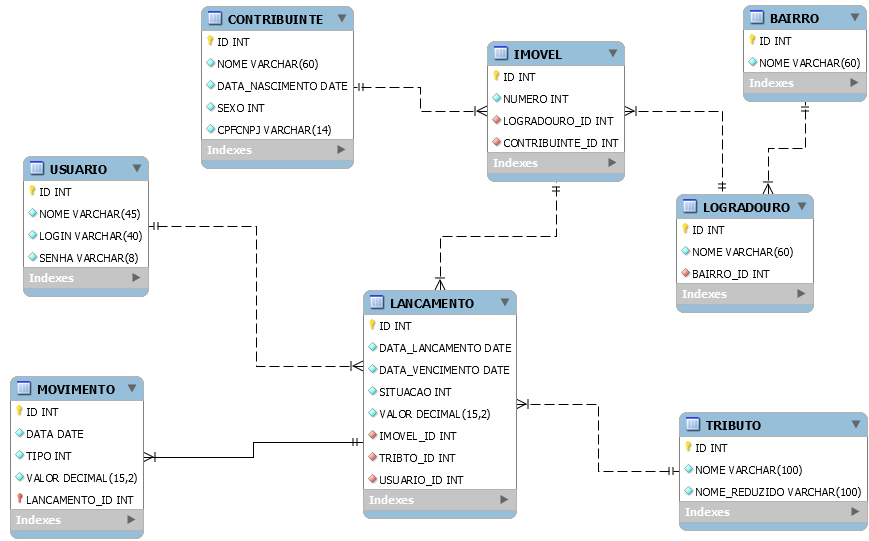 CONTRIBUINTE
ID INT
NOME VARCHAR(60)
DATA_NASCIMENTO DATE
SEXO INT
CPFCNPJ VARCHAR(14)
Indexes
IMOVEL
ID INT
NUMERO INT
LOGRADOURO_ID INT
CONTRIBUINTE_ID INT
Indexes
BAIRRO
ID INT
NOME VARCHAR(60)
Indexes
USUARIO
ID INT
NOME VARCHAR(45)
LOGIN VARCHAR(40)
SENHA VARCHAR(8)
Indexes
LOGRADOURO
ID INT
NOME VARCHAR(60)
BAIRRO_ID INT
Indexes
LANCAMENTO
ID INT
DATA_LANCAMENTO DATE
DATA_VENCIMENTO DATE
SITUACAO INT
VALOR DECIMAL(15,2)
IMOVEL_ID INT
TRIBTO_ID INT
USUARIO_ID INT
Indexes
MOVIMENTO
ID INT
DATA DATE
TIPO INT
VALOR DECIMAL(15,2)
LANCAMENTO_ID INT
Indexes
TRIBUTO
ID INT
NOME VARCHAR(100)
NOME_REDUZIDO VARCHAR(100)
Indexes